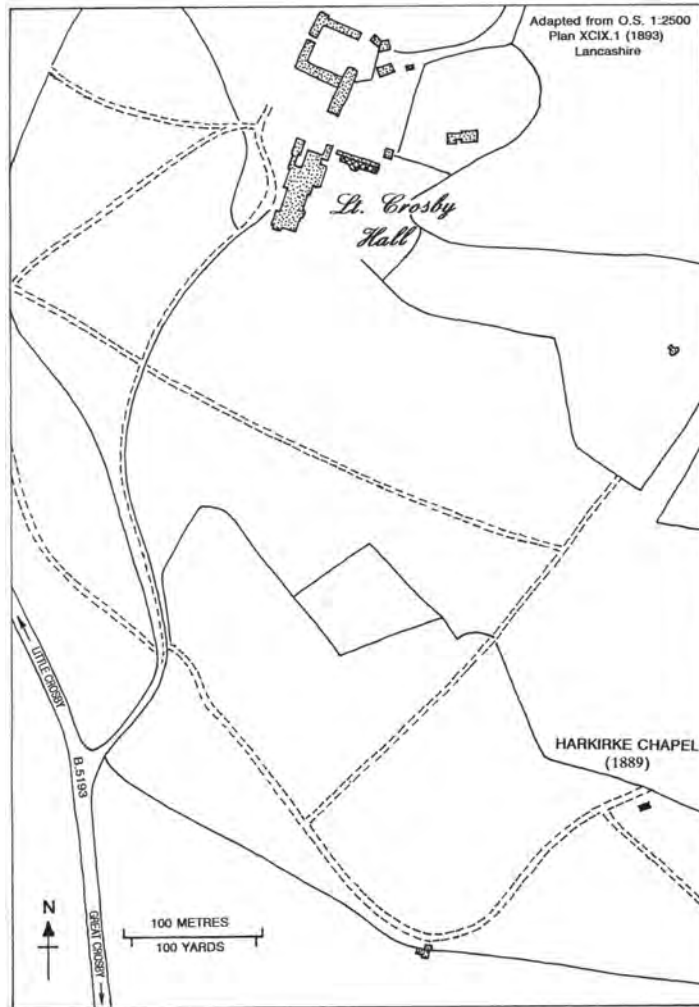 Adapted from O.S. 1:2500
Plan XCIX.1 (1893)
Lancashire
Lt. Crosby
Hall
LITTLE CROSBY
B.5193
HARKIRKE CHAPEL
(1889)
N
100 METRES
100 YARDS
GREAT CROSBY